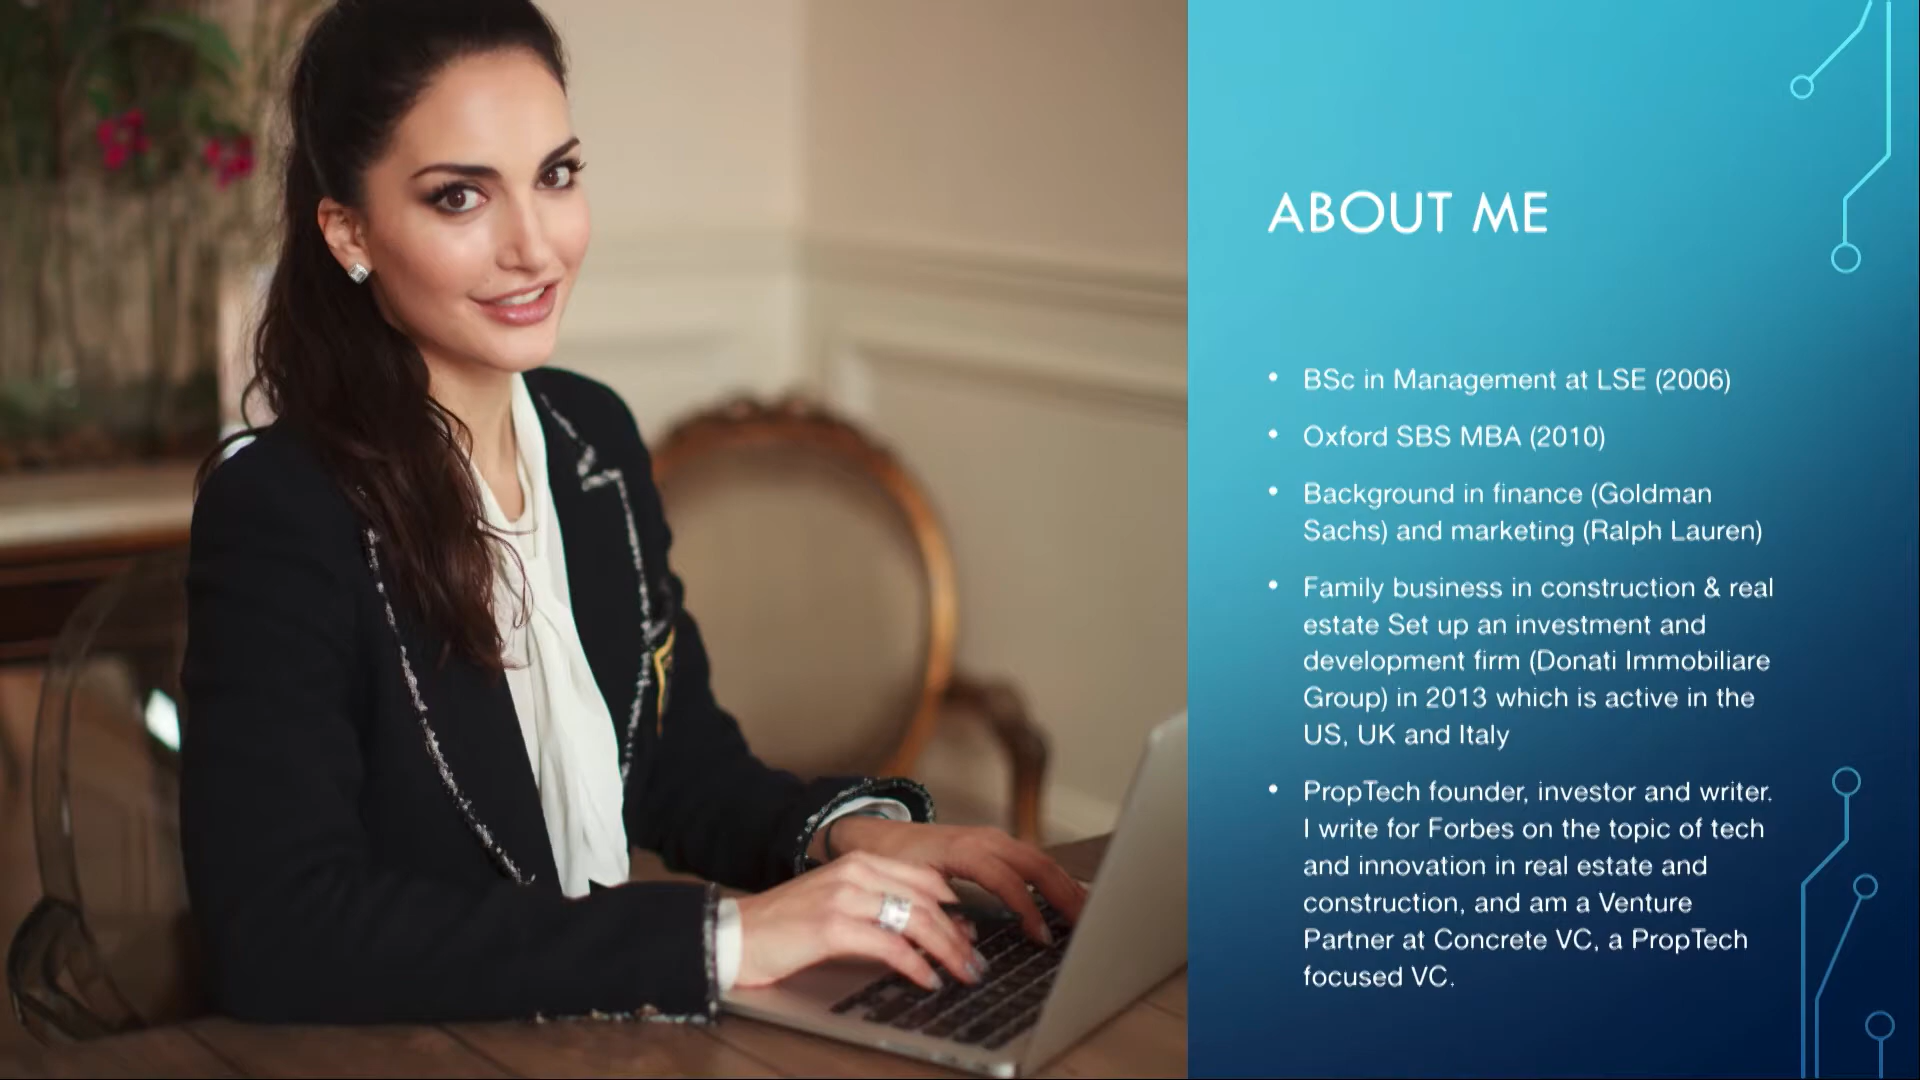 ABOUT ME
• BSc in Management at LSE (2006)
• Oxford SBS MBA (2010)
• Background in finance (Goldman
Sachs) and marketing (Ralph Lauren)
• Family business in construction & real
estate Set up an investment and
development firm (Donati Immobiliare
Group) in 2013 which is active in the
US, UK and Italy
• PropTech founder, investor and writer.
I write for Forbes on the topic of tech
and innovation in real estate and
construction, and am a Venture
Partner at Concrete VC, a PropTech
focused VC.